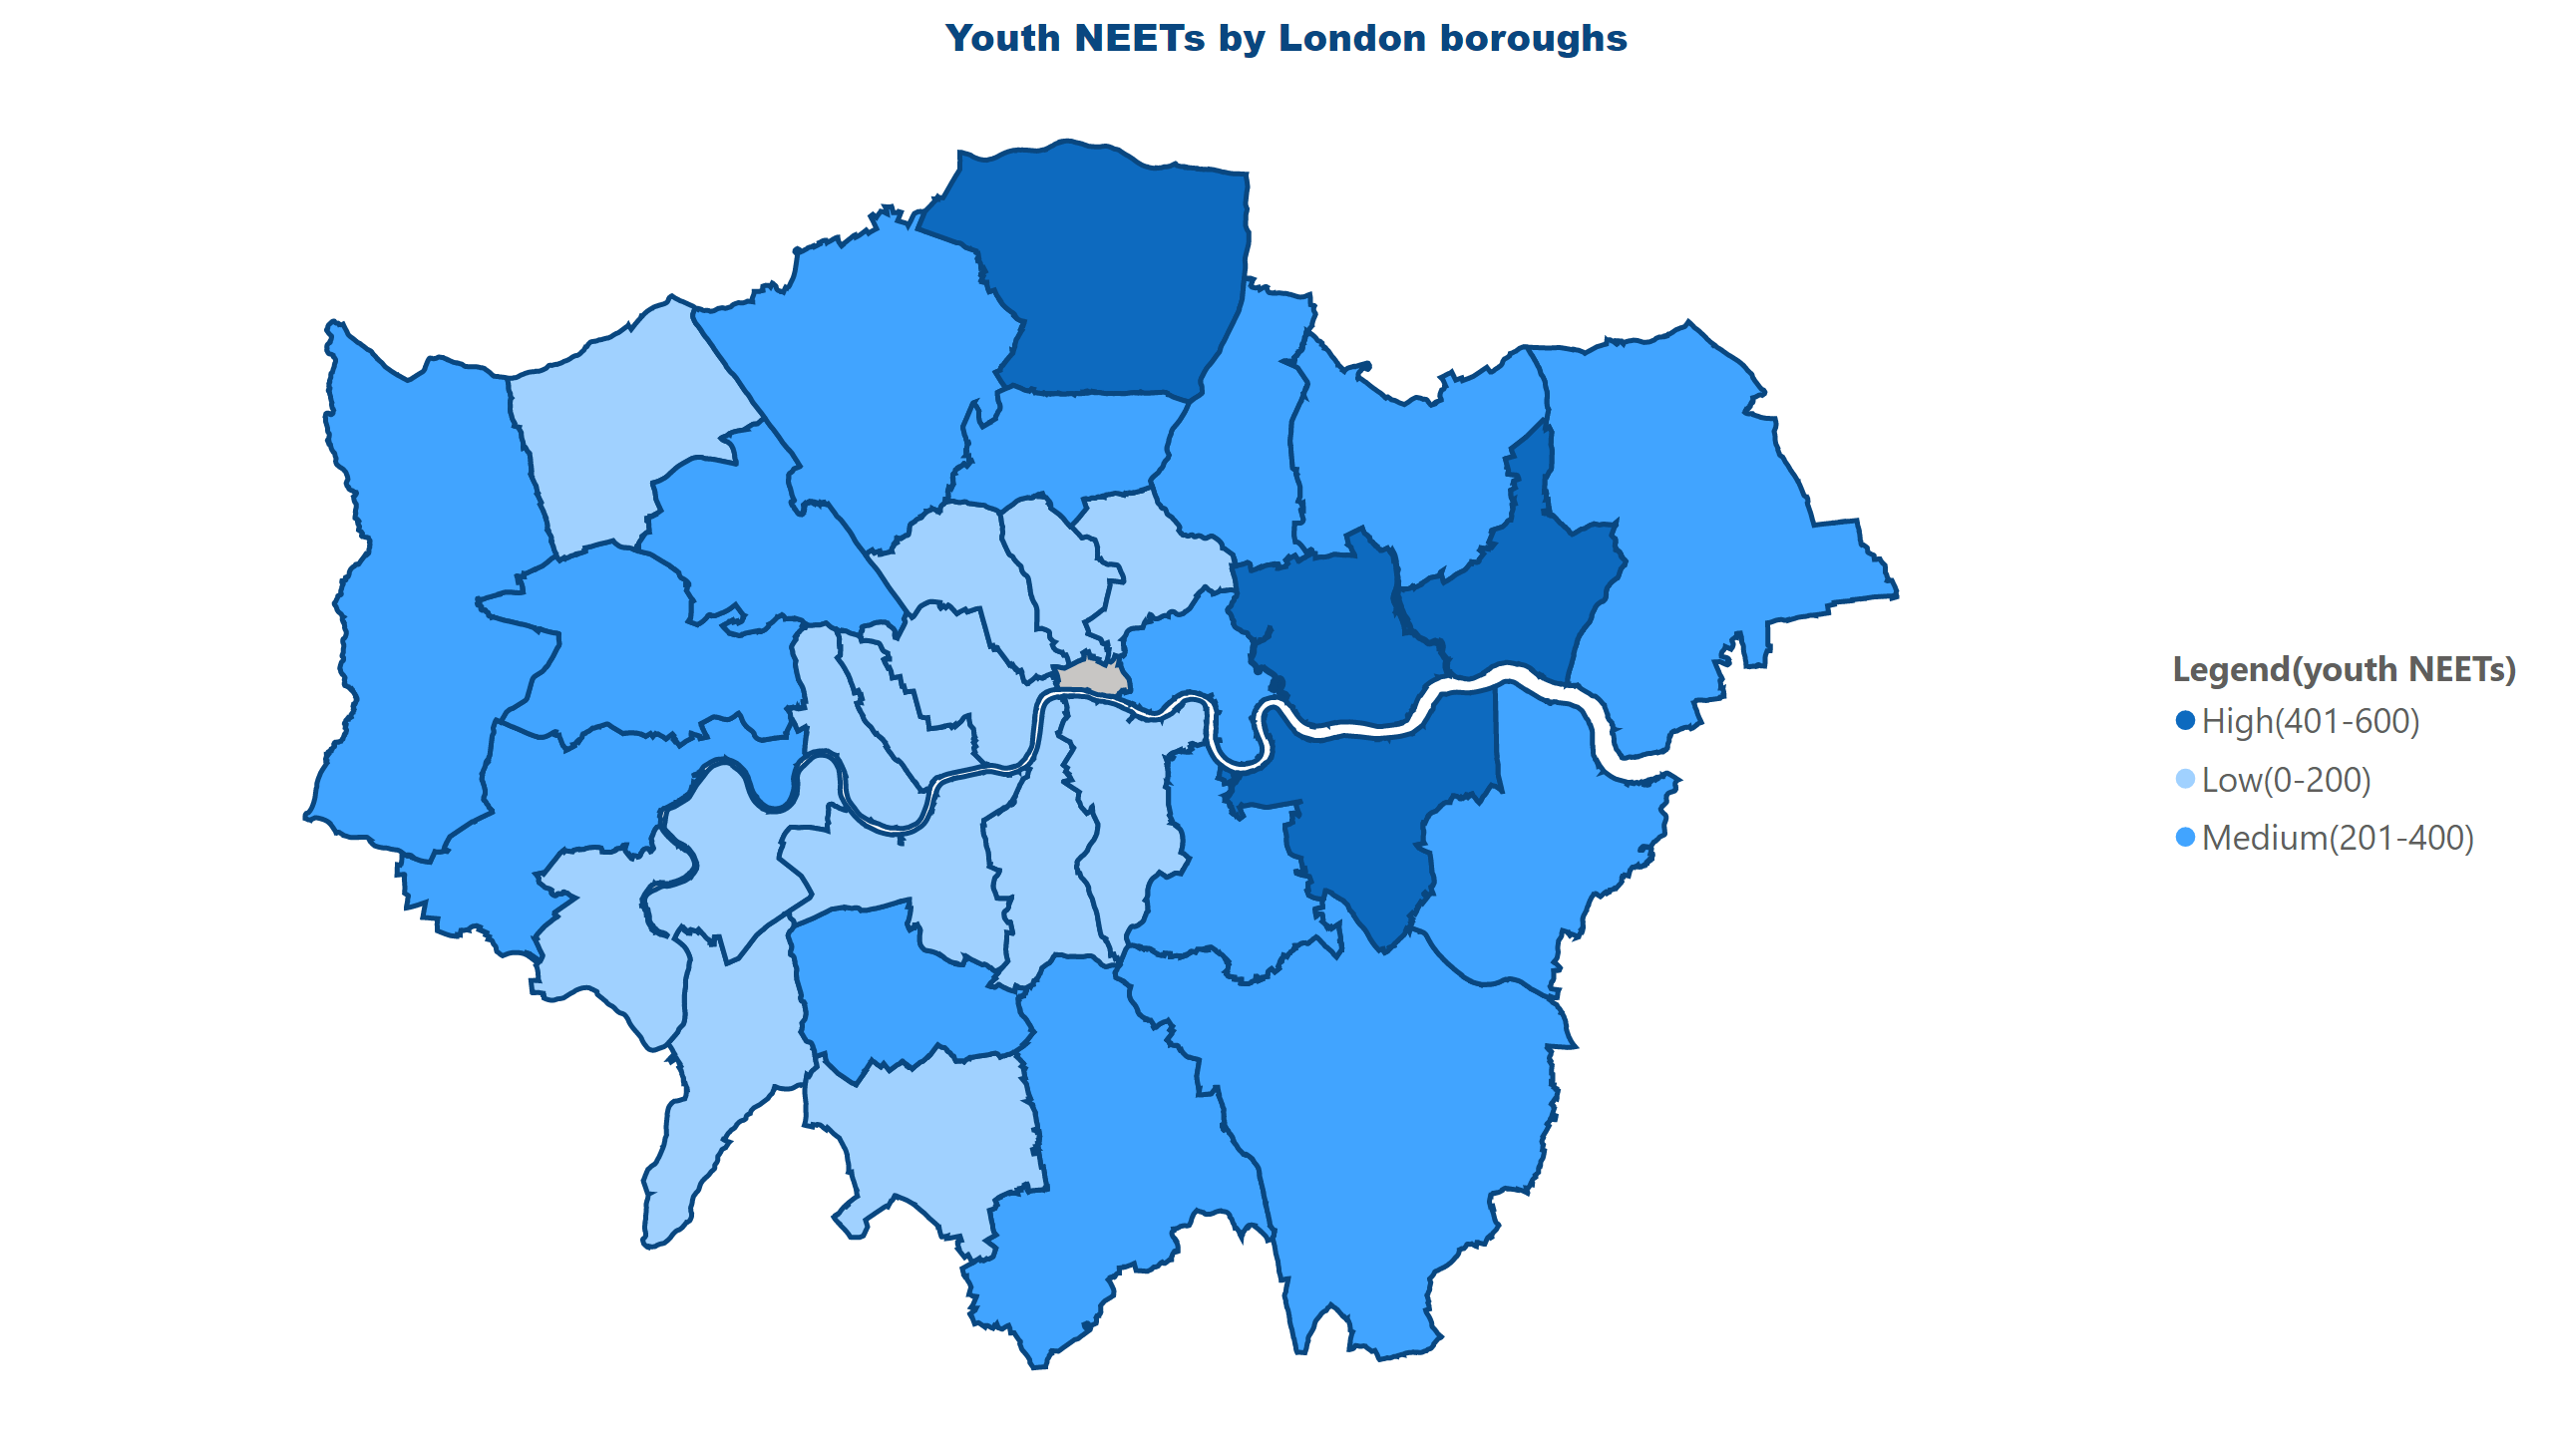 Youth NEETs by London boroughs
Legend(youth NEETs)
High(401-600)
Low(0-200)
Medium(201-400)